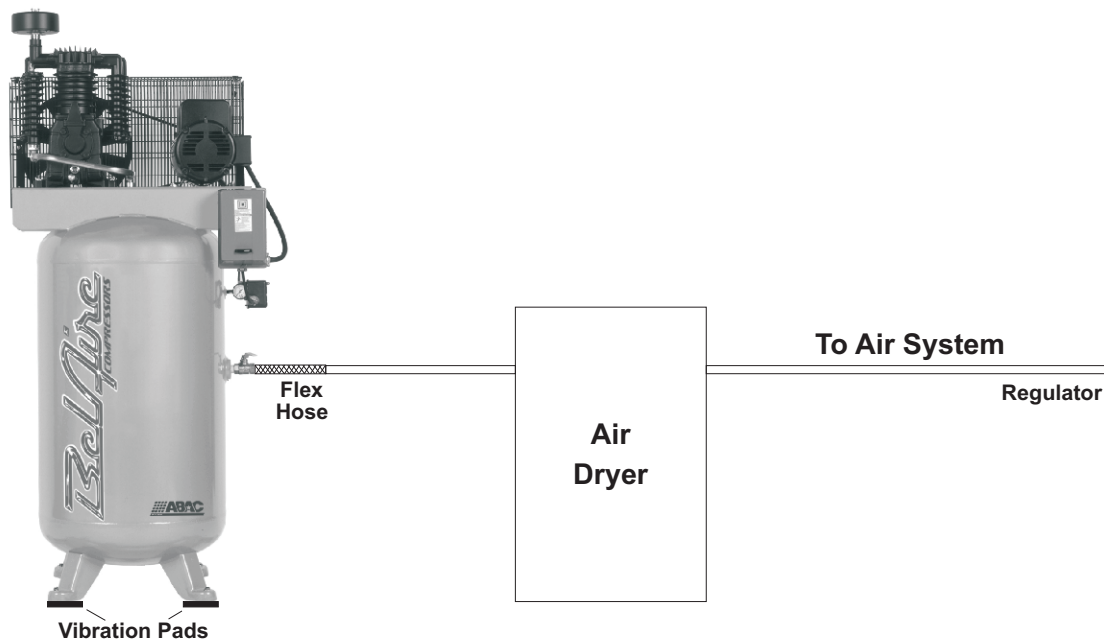 BelAire
COMPRESSORS
ABAC
Flex
Hose
Air
Dryer
To Air System
Regulator
Vibration Pads